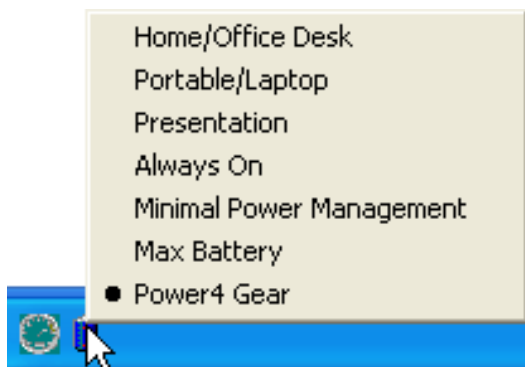 Home/Office Desk
Portable/Laptop
Presentation
Always On
Minimal Power Management
Max Battery
Power4 Gear